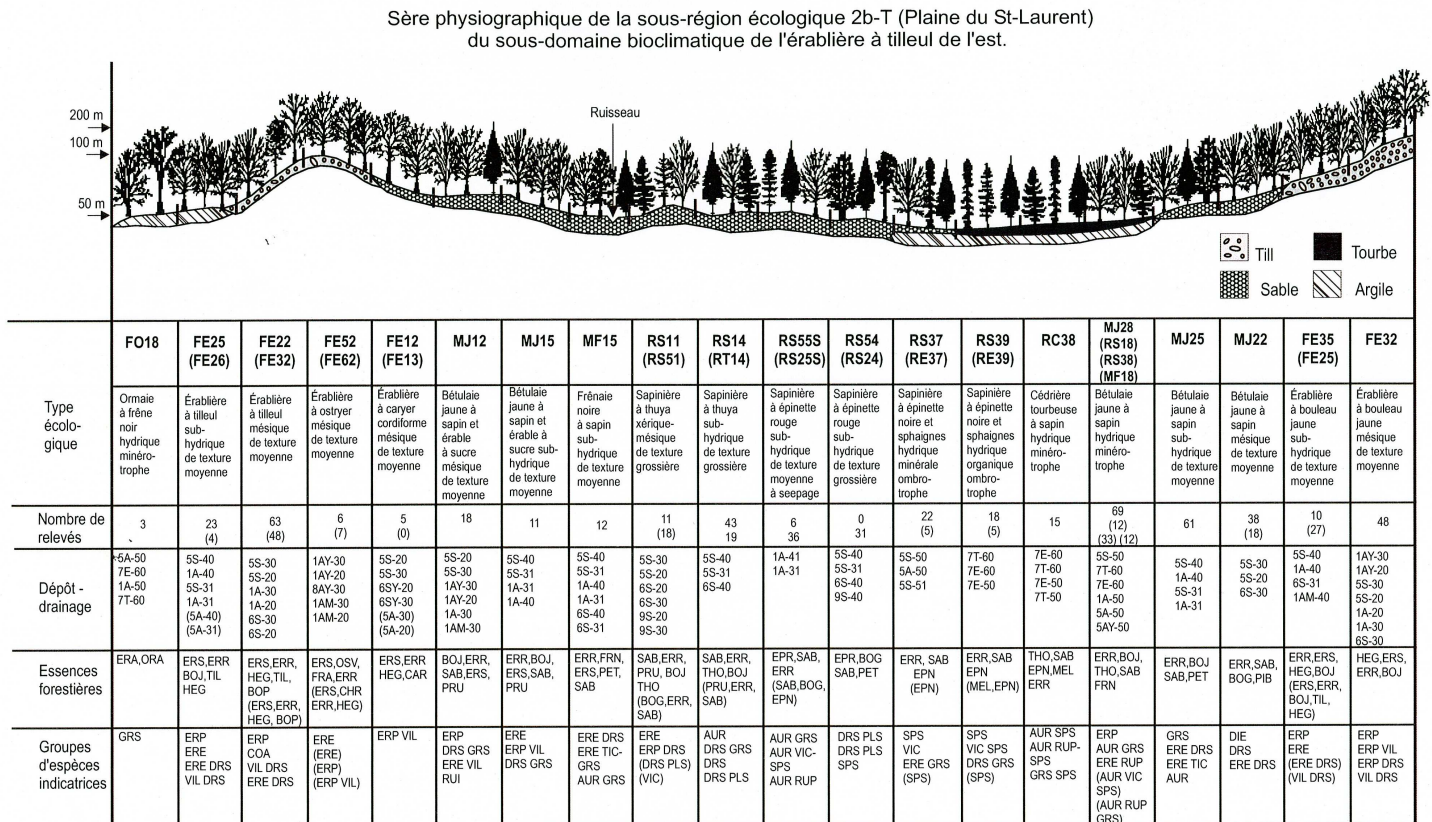 Sère physiographique de la sous-région écologique 2b-T (Plaine du St-Laurent)
du sous-domaine bioclimatique de l'érablière à tilleul de l'est.
200 m
100 m
50 m
Ruisseau
Till
Tourbe
Sable
Argile
Type
écolo-
gique
FO18
Ormaie
à frêne
noir
hydrique
minéro-
trophe
FE25
(FE26)
Érablière
à tilleul
sub-
hydrique
de texture
moyenne
FE22
(FE32)
Érablière
à tilleul
mésique
de texture
moyenne
FE52
(FE62)
Érablière
à ostryer
mésique
de texture
moyenne
FE12
(FE13)
Érablière
à caryer
cordiforme
mésique
de texture
moyenne
MJ12
Bétulaie
jaune à
sapin et
érable
à sucre
mésique
de texture
moyenne
MJ15
Bétulaie
jaune à
sapin et
érable à
sucre sub-
hydrique
de texture
moyenne
MF15
Frênaie
noire
à sapin
sub-
hydrique
de texture
moyenne
RS11
(RS51)
Sapinière
à thuya
xérique-
mésique
de texture
grossière
RS14
(RT14)
Sapinière
à thuya
sub-
hydrique
de texture
grossière
RS55S
(RS25S)
Sapinière
à épinette
rouge
sub-
hydrique
de texture
moyenne
à seepage
RS54
(RS24)
Sapinière
à épinette
rouge
sub-
hydrique
de texture
grossière
RS37
(RE37)
Sapinière
à épinette
noire et
sphaignes
hydrique
minérale
ombro-
trophe
RS39
(RE39)
Sapinière
à épinette
noire et
sphaignes
hydrique
organique
ombro-
trophe
RC38
Cédrière
tourbeuse
à sapin
hydrique
minéro-
trophe
MJ28
(RS18)
(RS38)
(MF18)
Bétulaie
jaune à
sapin
hydrique
minéro-
trophe
MJ25
Bétulaie
jaune à
sapin
sub-
hydrique
de texture
moyenne
MJ22
Bétulaie
jaune à
sapin
mésique
de texture
moyenne
FE35
(FE25)
Érablière
à bouleau
jaune
sub-
hydrique
de texture
moyenne
FE32
Érablière
à bouleau
jaune
mésique
de texture
moyenne
Nombre de
relevés
3
23
(4)
63
(48)
6
(7)
5
(0)
18
11
12
11
(18)
43
19
6
36
0
31
22
(5)
18
(5)
15
69
(12)
(33) (12)
61
38
(18)
10
(27)
48
Dépôt -
drainage
5A-50
7E-60
1A-50
7T-60
5S-40
1A-40
5S-31
1A-31
(5A-40)
(5A-31)
5S-30
5S-20
1A-30
1A-20
6S-30
6S-20
1AY-30
1AY-20
8AY-30
1AM-30
1AM-20
5S-20
5S-30
6SY-20
6SY-30
(5A-30)
(5A-20)
5S-20
5S-30
1AY-30
1AY-20
1A-30
1AM-30
5S-40
5S-31
1A-31
1A-40
5S-40
5S-31
1A-40
1A-31
6S-40
6S-31
5S-30
5S-20
6S-20
6S-30
9S-20
9S-30
5S-40
5S-31
6S-40
1A-41
1A-31
5S-40
5S-31
6S-40
9S-40
5S-50
5A-50
5S-51
7T-60
7E-60
7E-50
7E-60
7T-60
7E-50
7T-50
5S-50
7T-60
7E-60
1A-50
5A-50
5AY-50
5S-40
1A-40
5S-31
1A-31
5S-30
5S-20
6S-30
5S-40
1A-40
6S-31
1AM-40
1AY-30
1AY-20
5S-30
5S-20
1A-20
1A-30
6S-30
Essences
forestières
ERA,ORA
ERS,ERR
BOJ,TIL
HEG
ERS,ERR,
HEG,TIL,
BOP
(ERS,ERR,
HEG, BOP)
ERS,OSV,
FRA,ERR
(ERS,CHR
ERR,HEG)
ERS,ERR
HEG,CAR
BOJ,ERR,
SAB,ERS,
PRU
ERR,BOJ,
ERS,SAB,
PRU
ERR,FRN,
ERS,PET,
SAB
SAB,ERR,
PRU, BOJ
THO
(BOG,ERR,
SAB)
SAB,ERR,
THO,BOJ
(PRU,ERR,
SAB)
EPR,SAB,
ERR
(SAB,BOG,
EPN)
EPR,BOG
SAB,PET
ERR, SAB
EPN
(EPN)
ERR,SAB
EPN
(MEL,EPN)
THO,SAB
EPN,MEL
ERR
ERR,BOJ,
THO,SAB
FRN
ERR,BOJ
SAB,PET
ERR,SAB,
BOG,PIB
ERR,ERS,
HEG,BOJ
(ERS,ERR,
BOJ,TIL,
HEG)
HEG,ERS,
ERR,BOJ
Groupes
d'espèces
indicatrices
GRS
ERP
ERE
ERE DRS
VIL DRS
ERP
COA
VIL DRS
ERE DRS
ERE
(ERE)
(ERP)
(ERP VIL)
ERP VIL
ERP
DRS GRS
ERE VIL
RUI
ERE
ERP VIL
DRS GRS
ERE DRS
ERE TIC-
GRS
AUR GRS
ERE
ERP DRS
(DRS PLS)
(VIC)
AUR
DRS GRS
DRS
DRS PLS
AUR GRS
AUR VIC-
SPS
AUR RUP
DRS PLS
DRS
SPS
SPS
VIC
ERE GRS
(SPS)
SPS
VIC SPS
DRS GRS
(SPS)
AUR SPS
AUR RUP-
SPS
GRS SPS
ERP
AUR GRS
ERE RUP
(AUR VIC
SPS)
(AUR RUP
GRS)
GRS
ERE DRS
ERE TIC
AUR
DIE
DRS
ERE DRS
ERP
ERE
(ERE DRS)
(VIL DRS)
ERP
ERP VIL
ERP DRS
VIL DRS